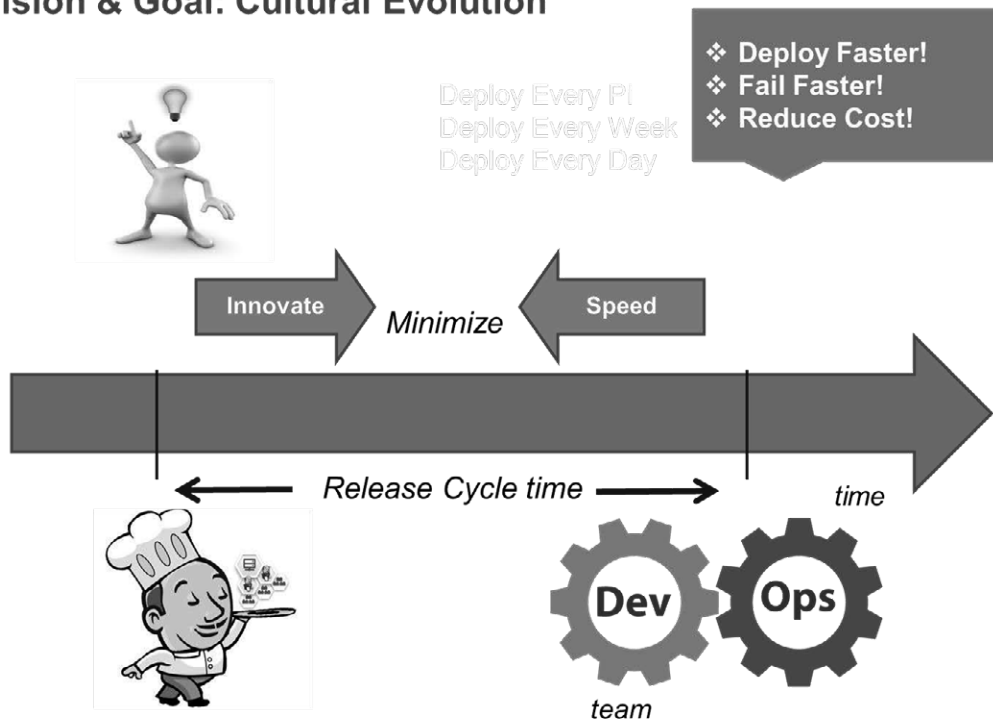 ision & Goal: Cultural Evolution
Deploy Every PI
Deploy Every Week
Deploy Every Day
❖ Deploy Faster!
❖ Fail Faster!
❖ Reduce Cost!
Innovate
Minimize
Speed
Release Cycle time
time
Dev
Ops
team